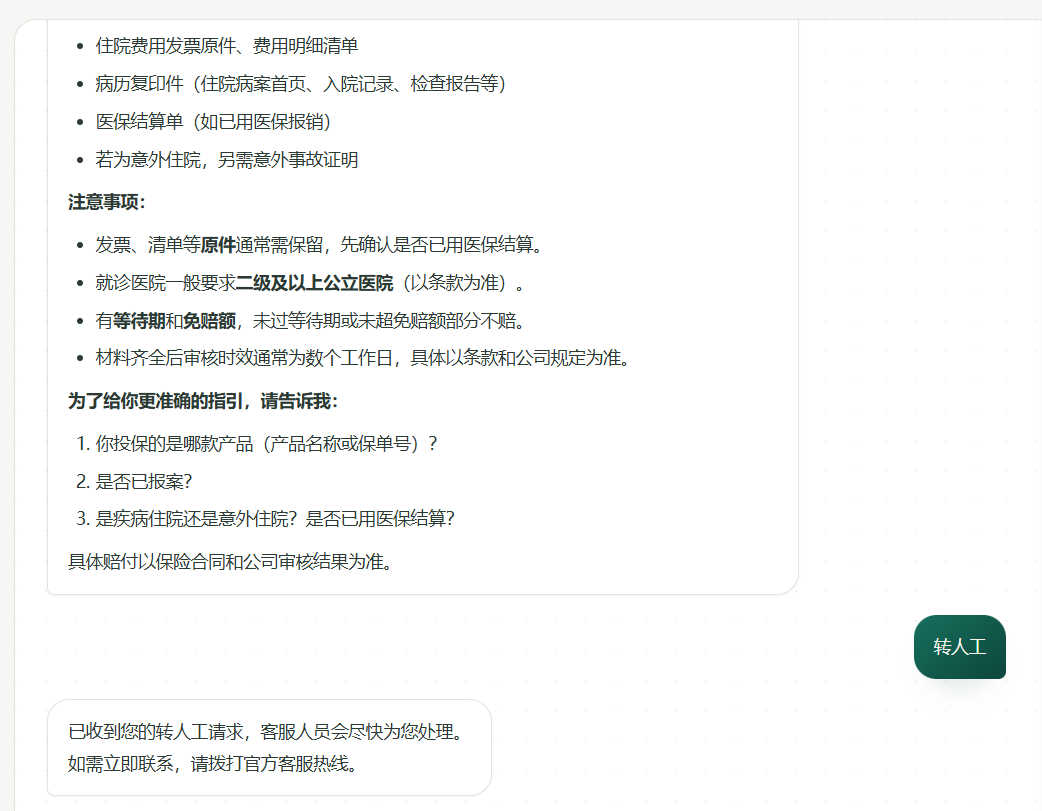 住院费用发票原件、费用明细清单
病历复印件（住院病案首页、入院记录、检查报告等）
医保结算单（如已用医保报销）
若为意外住院，另需意外事故证明
注意事项：
发票、清单等原件通常需保留，先确认是否已用医保结算。
就诊医院一般要求二级及以上公立医院（以条款为准）。
有等待期和免赔额，未过等待期或未超免赔额部分不赔。
材料齐全后审核时效通常为数个工作日，具体以条款和公司规定为准。
为了给你更准确的指引，请告诉我：
1. 你投保的是哪款产品（产品名称或保单号）？
2. 是否已报案？
3. 是疾病住院还是意外住院？是否已用医保结算？
具体赔付以保险合同和公司审核结果为准。
转人工
已收到您的转人工请求，客服人员会尽快为您处理。
如需立即联系，请拨打官方客服热线。